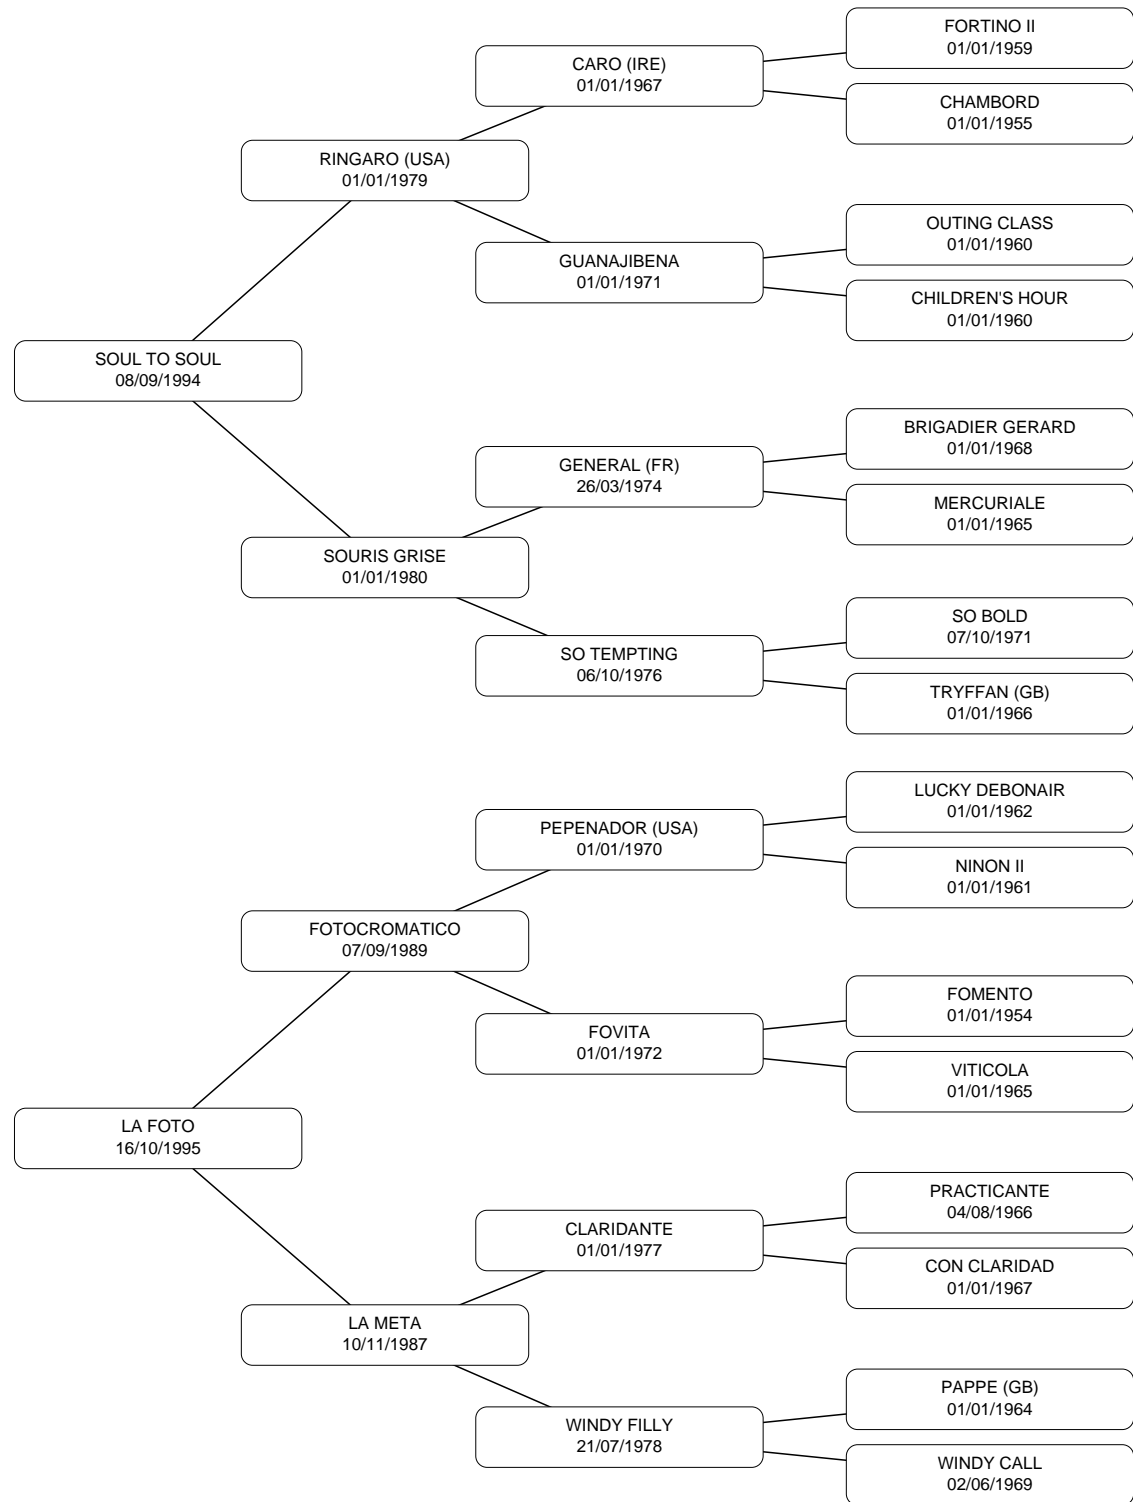 FORTINO II
01/01/1959
CARO (IRE)
01/01/1967
CHAMBORD
01/01/1955
RINGARO (USA)
01/01/1979
OUTING CLASS
01/01/1960
GUANAJIBENA
01/01/1971
CHILDREN'S HOUR
01/01/1960
SOUL TO SOUL
08/09/1994
BRIGADIER GERARD
01/01/1968
GENERAL (FR)
26/03/1974
MERCURIALE
01/01/1965
SOURIS GRISE
01/01/1980
SO BOLD
07/10/1971
SO TEMPTING
06/10/1976
TRYFFAN (GB)
01/01/1966
LUCKY DEBONAIR
01/01/1962
PEPENADOR (USA)
01/01/1970
NINON II
01/01/1961
FOTOCROMATICO
07/09/1989
FOMENTO
01/01/1954
FOVITA
01/01/1972
VITICOLA
01/01/1965
LA FOTO
16/10/1995
PRACTICANTE
04/08/1966
CLARIDANTE
01/01/1977
CON CLARIDAD
01/01/1967
LA META
10/11/1987
PAPPE (GB)
01/01/1964
WINDY FILLY
21/07/1978
WINDY CALL
02/06/1969